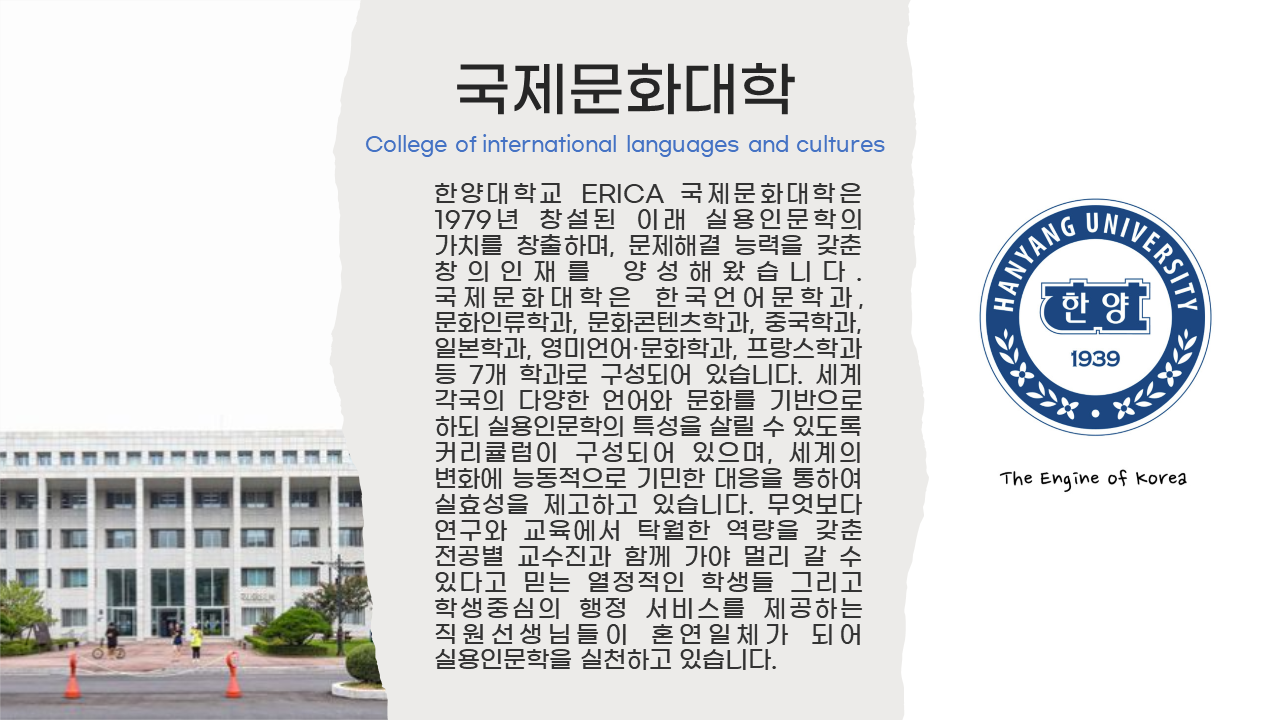 국제문화대학
College of international languages and cultures
한양대학교 ERICA 국제문화대학은
1979년 창설된 이래 실용인문학의
가치를 창출하며, 문제해결 능력을 갖춘
창의인재를 양성해왔습니다.
국제문화대학은 한국언어문학과,
문화인류학과, 문화콘텐츠학과, 중국학과,
일본학과, 영미언어·문화학과, 프랑스학과
등 7개 학과로 구성되어 있습니다. 세계
각국의 다양한 언어와 문화를 기반으로
하되 실용인문학의 특성을 살릴 수 있도록
커리큘럼이 구성되어 있으며, 세계의
변화에 능동적으로 기민한 대응을 통하여
실효성을 제고하고 있습니다. 무엇보다
연구와 교육에서 탁월한 역량을 갖춘
전공별 교수진과 함께 가야 멀리 갈 수
있다고 믿는 열정적인 학생들 그리고
학생중심의 행정 서비스를 제공하는
직원선생님들이 혼연일체가 되어
실용인문학을 실천하고 있습니다.
HANYANG UNIVERSITY
한양
1939
The Engine of Korea